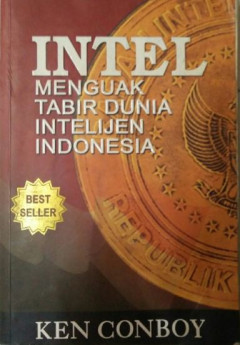 INTEL
MENGUAK
TABIR DUNIA
INTELIJEN
INDONESIA
BEST
SELLER
REPUBLIK
KEN CONBOY